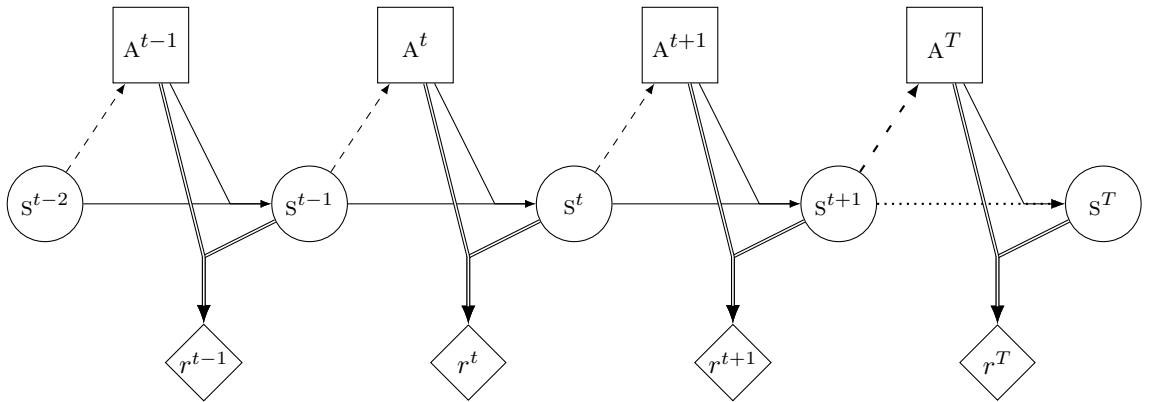 A^{t-1} A^t A^{t+1} A^T
S^{t-2} S^{t-1} S^t S^{t+1} S^T
r^{t-1} r^t r^{t+1} r^T